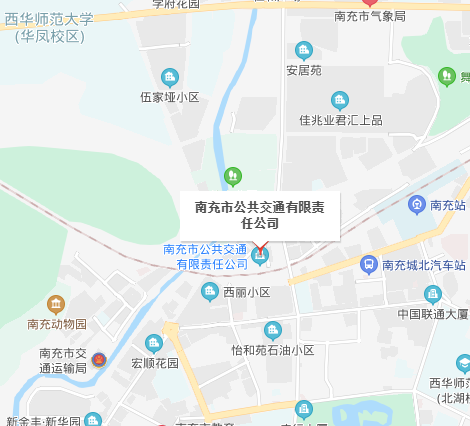 学府花园
西华师范大学
(华凤校区)
南充市气象局
安居苑
伍家垭小区
舞
佳兆业君汇上品
南充市公共交通有限责
任公司
南充站
南充市公共交通
有限责任公司
南充城北汽车站
西丽小区
南充动物园
中国联通大厦
怡和苑石油小区
南充市交
通运输局
宏顺花园
西华师范
(北湖校
新金丰·新华园